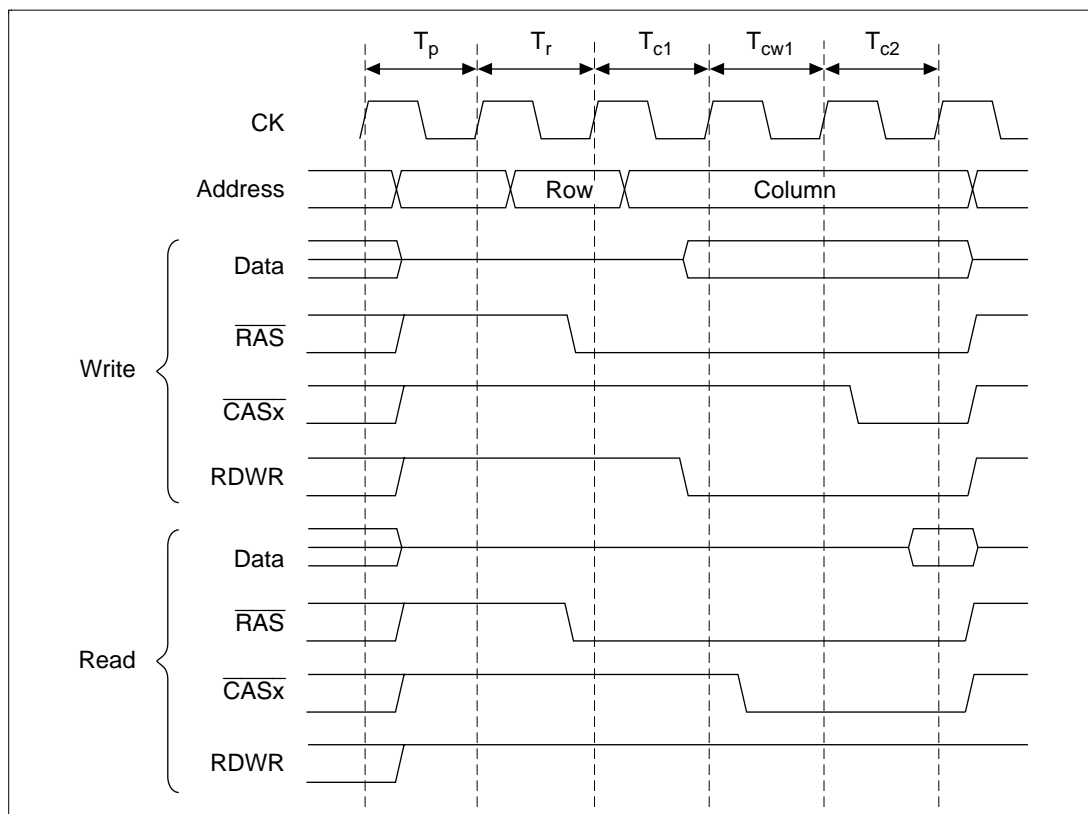 Tp Tr Tc1 Tcw1 Tc2
CK
Address Row Column
Write
Data
RAS
CASx
RDWR
Read
Data
RAS
CASx
RDWR